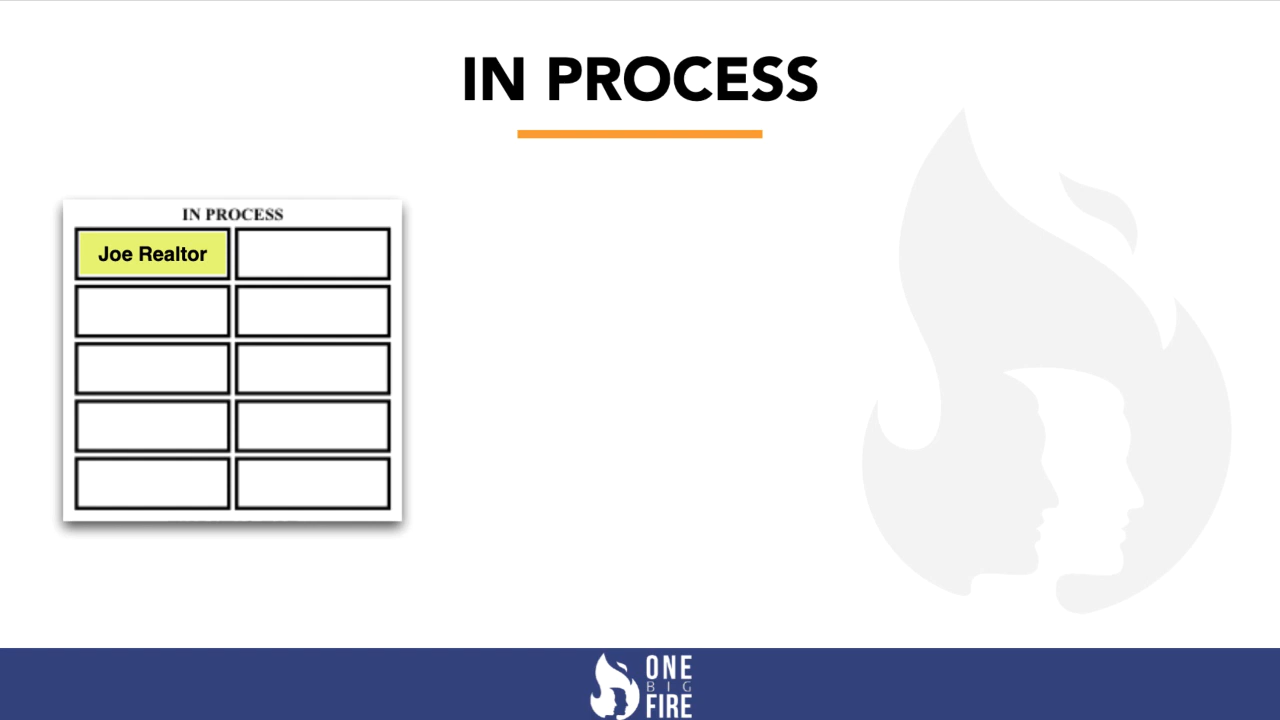 IN PROCESS
IN PROCESS
Joe Realtor
ONE
BIG
FIRE